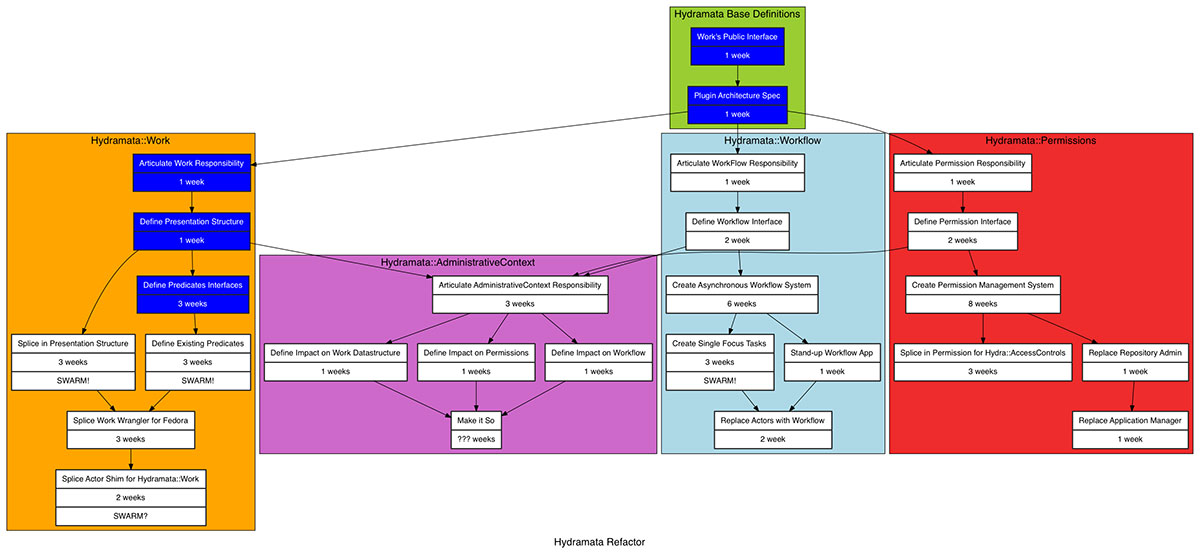 Hydramata Base Definitions
Work's Public Interface
1 week
Plugin Architecture Spec
1 week
Hydramata::Work
Articulate Work Responsibility
1 week
Define Presentation Structure
1 week
Define Predicates Interfaces
3 weeks
Splice in Presentation Structure
3 weeks
SWARM!
Define Existing Predicates
3 weeks
SWARM!
Splice Work Wrangler for Fedora
3 weeks
Splice Actor Shim for Hydramata::Work
2 weeks
SWARM?
Hydramata::AdministrativeContext
Articulate AdministrativeContext Responsibility
3 weeks
Define Impact on Work Datastructure
1 weeks
Define Impact on Permissions
1 weeks
Define Impact on Workflow
1 weeks
Make it So
??? weeks
Hydramata::Workflow
Articulate WorkFlow Responsibility
1 week
Define Workflow Interface
2 week
Create Asynchronous Workflow System
6 weeks
Create Single Focus Tasks
3 weeks
SWARM!
Stand-up Workflow App
1 week
Replace Actors with Workflow
2 week
Hydramata::Permissions
Articulate Permission Responsibility
1 week
Define Permission Interface
2 weeks
Create Permission Management System
8 weeks
Splice in Permission for Hydra::AccessControls
3 weeks
Replace Repository Admin
1 week
Replace Application Manager
1 week
Hydramata Refactor